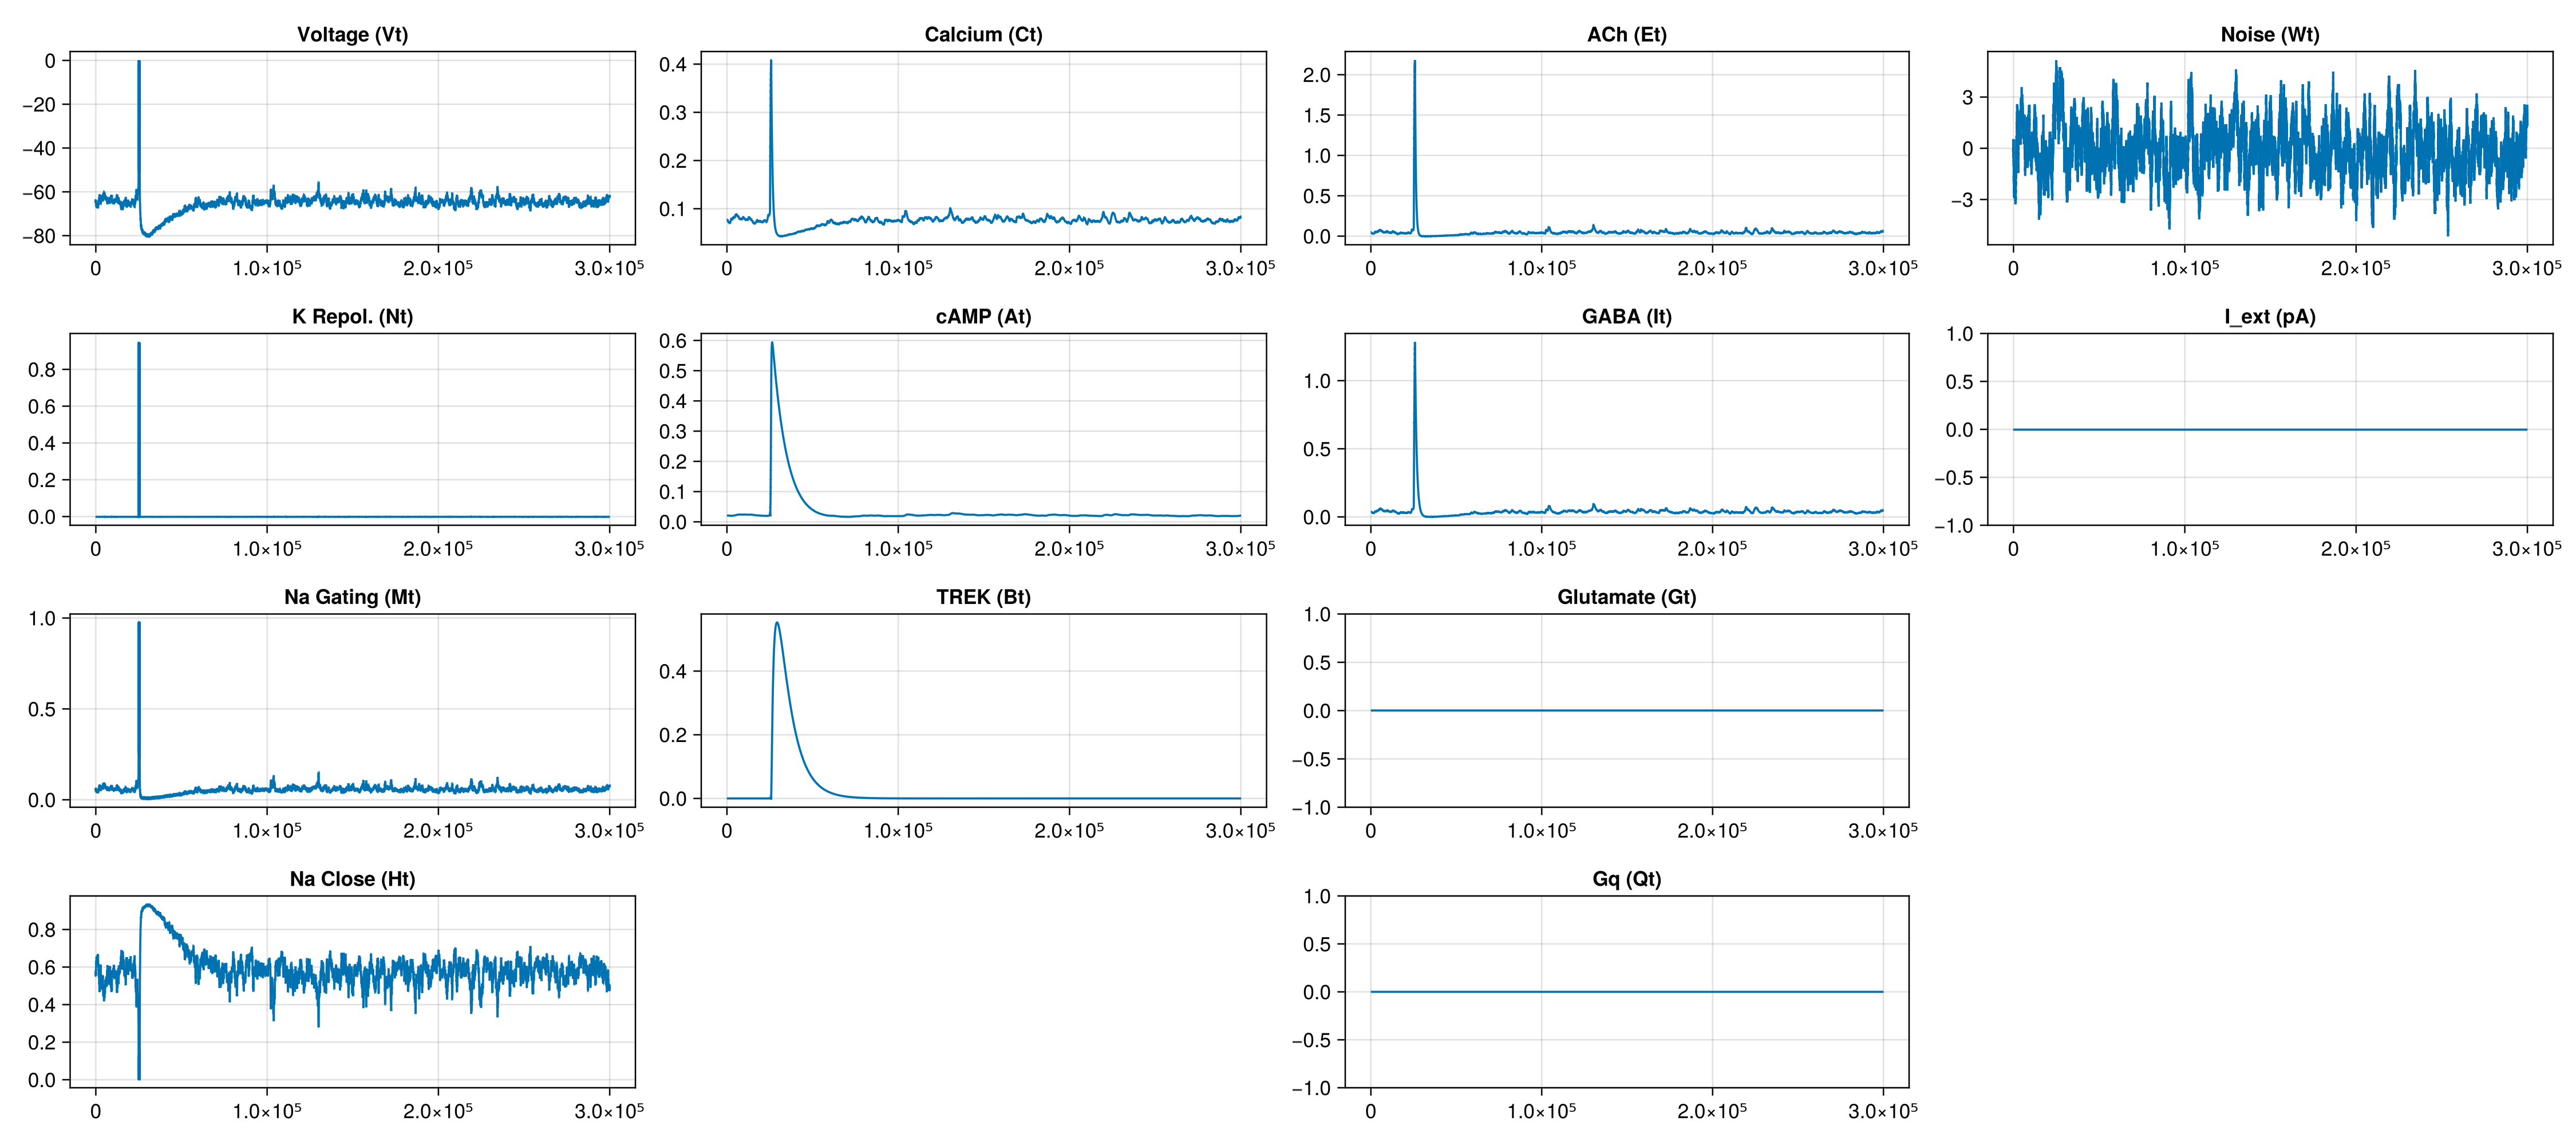 Voltage (Vt)
0
−20
−40
−60
−80
0 1.0×10⁵ 2.0×10⁵ 3.0×10⁵
Calcium (Ct)
0.4
0.3
0.2
0.1
0 1.0×10⁵ 2.0×10⁵ 3.0×10⁵
ACh (Et)
2.0
1.5
1.0
0.5
0.0
0 1.0×10⁵ 2.0×10⁵ 3.0×10⁵
Noise (Wt)
3
0
−3
0 1.0×10⁵ 2.0×10⁵ 3.0×10⁵
K Repol. (Nt)
0.8
0.6
0.4
0.2
0.0
0 1.0×10⁵ 2.0×10⁵ 3.0×10⁵
cAMP (At)
0.6
0.5
0.4
0.3
0.2
0.1
0.0
0 1.0×10⁵ 2.0×10⁵ 3.0×10⁵
GABA (It)
1.0
0.5
0.0
0 1.0×10⁵ 2.0×10⁵ 3.0×10⁵
I_ext (pA)
1.0
0.5
0.0
−0.5
−1.0
0 1.0×10⁵ 2.0×10⁵ 3.0×10⁵
Na Gating (Mt)
1.0
0.5
0.0
0 1.0×10⁵ 2.0×10⁵ 3.0×10⁵
TREK (Bt)
0.4
0.2
0.0
0 1.0×10⁵ 2.0×10⁵ 3.0×10⁵
Glutamate (Gt)
1.0
0.5
0.0
−0.5
−1.0
0 1.0×10⁵ 2.0×10⁵ 3.0×10⁵
Na Close (Ht)
0.8
0.6
0.4
0.2
0.0
0 1.0×10⁵ 2.0×10⁵ 3.0×10⁵
Gq (Qt)
1.0
0.5
0.0
−0.5
−1.0
0 1.0×10⁵ 2.0×10⁵ 3.0×10⁵